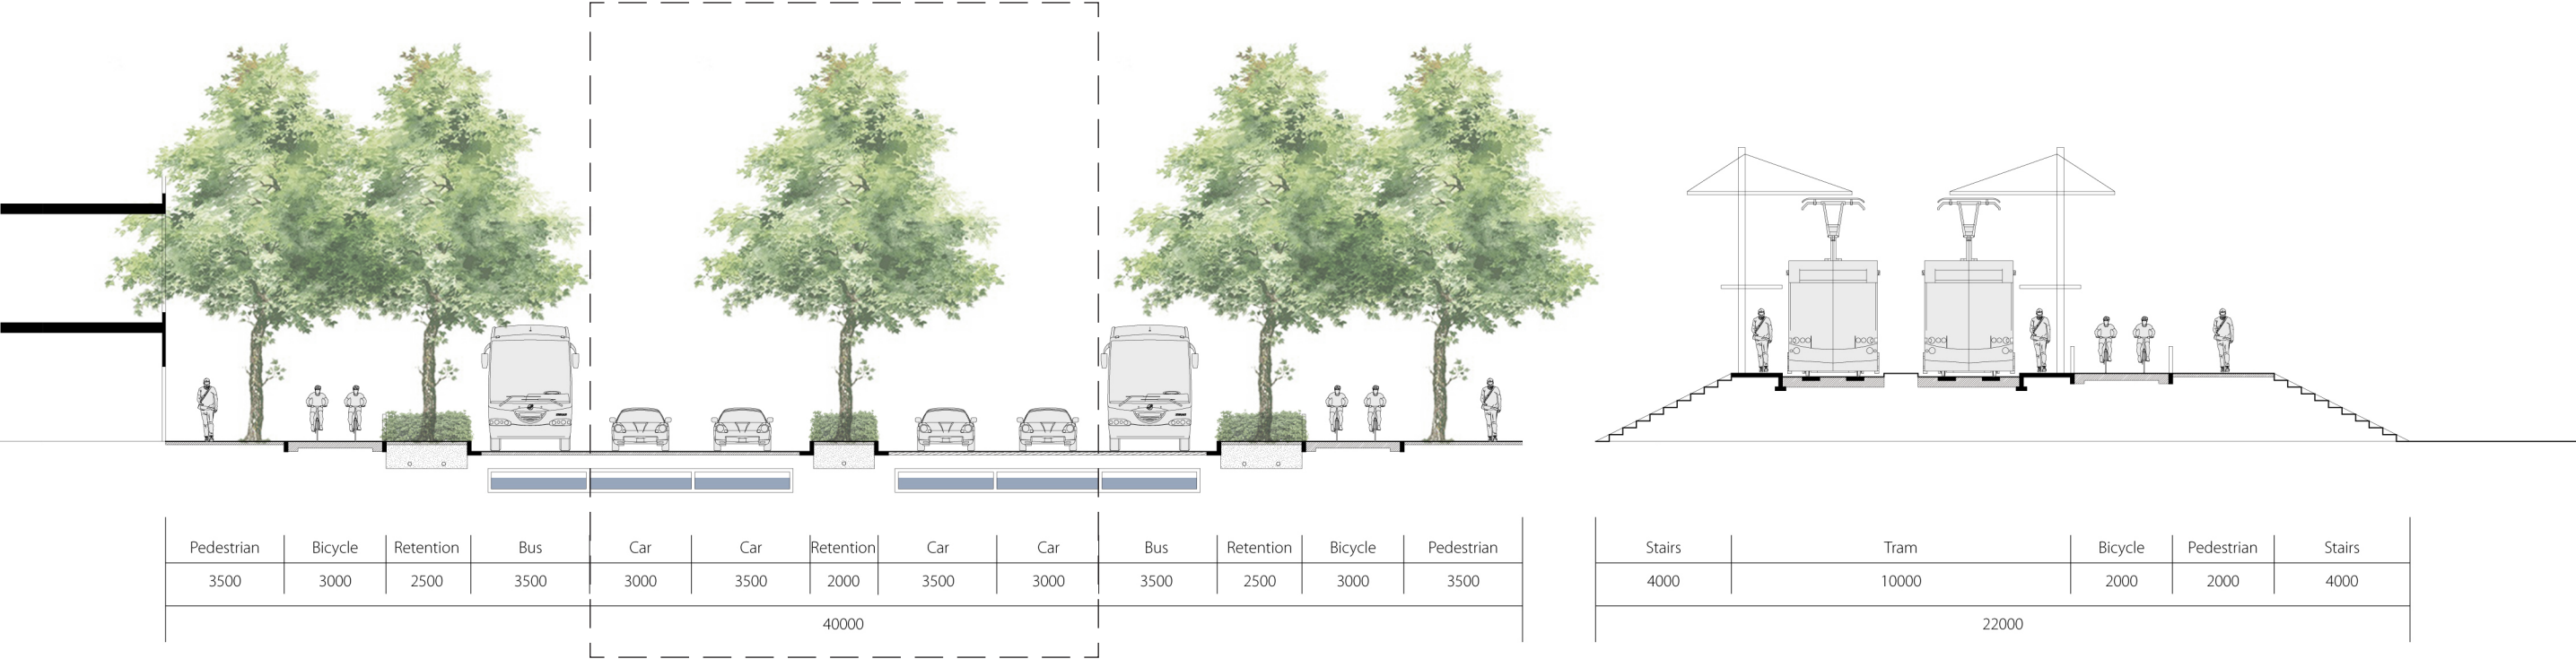 Pedestrian Bicycle Retention Bus Car Car Retention Car Car Bus Retention Bicycle Pedestrian
3500 3000 2500 3500 3000 3500 2000 3500 3000 3500 2500 3000 3500
40000
Stairs Tram Bicycle Pedestrian Stairs
4000 10000 2000 2000 4000
22000